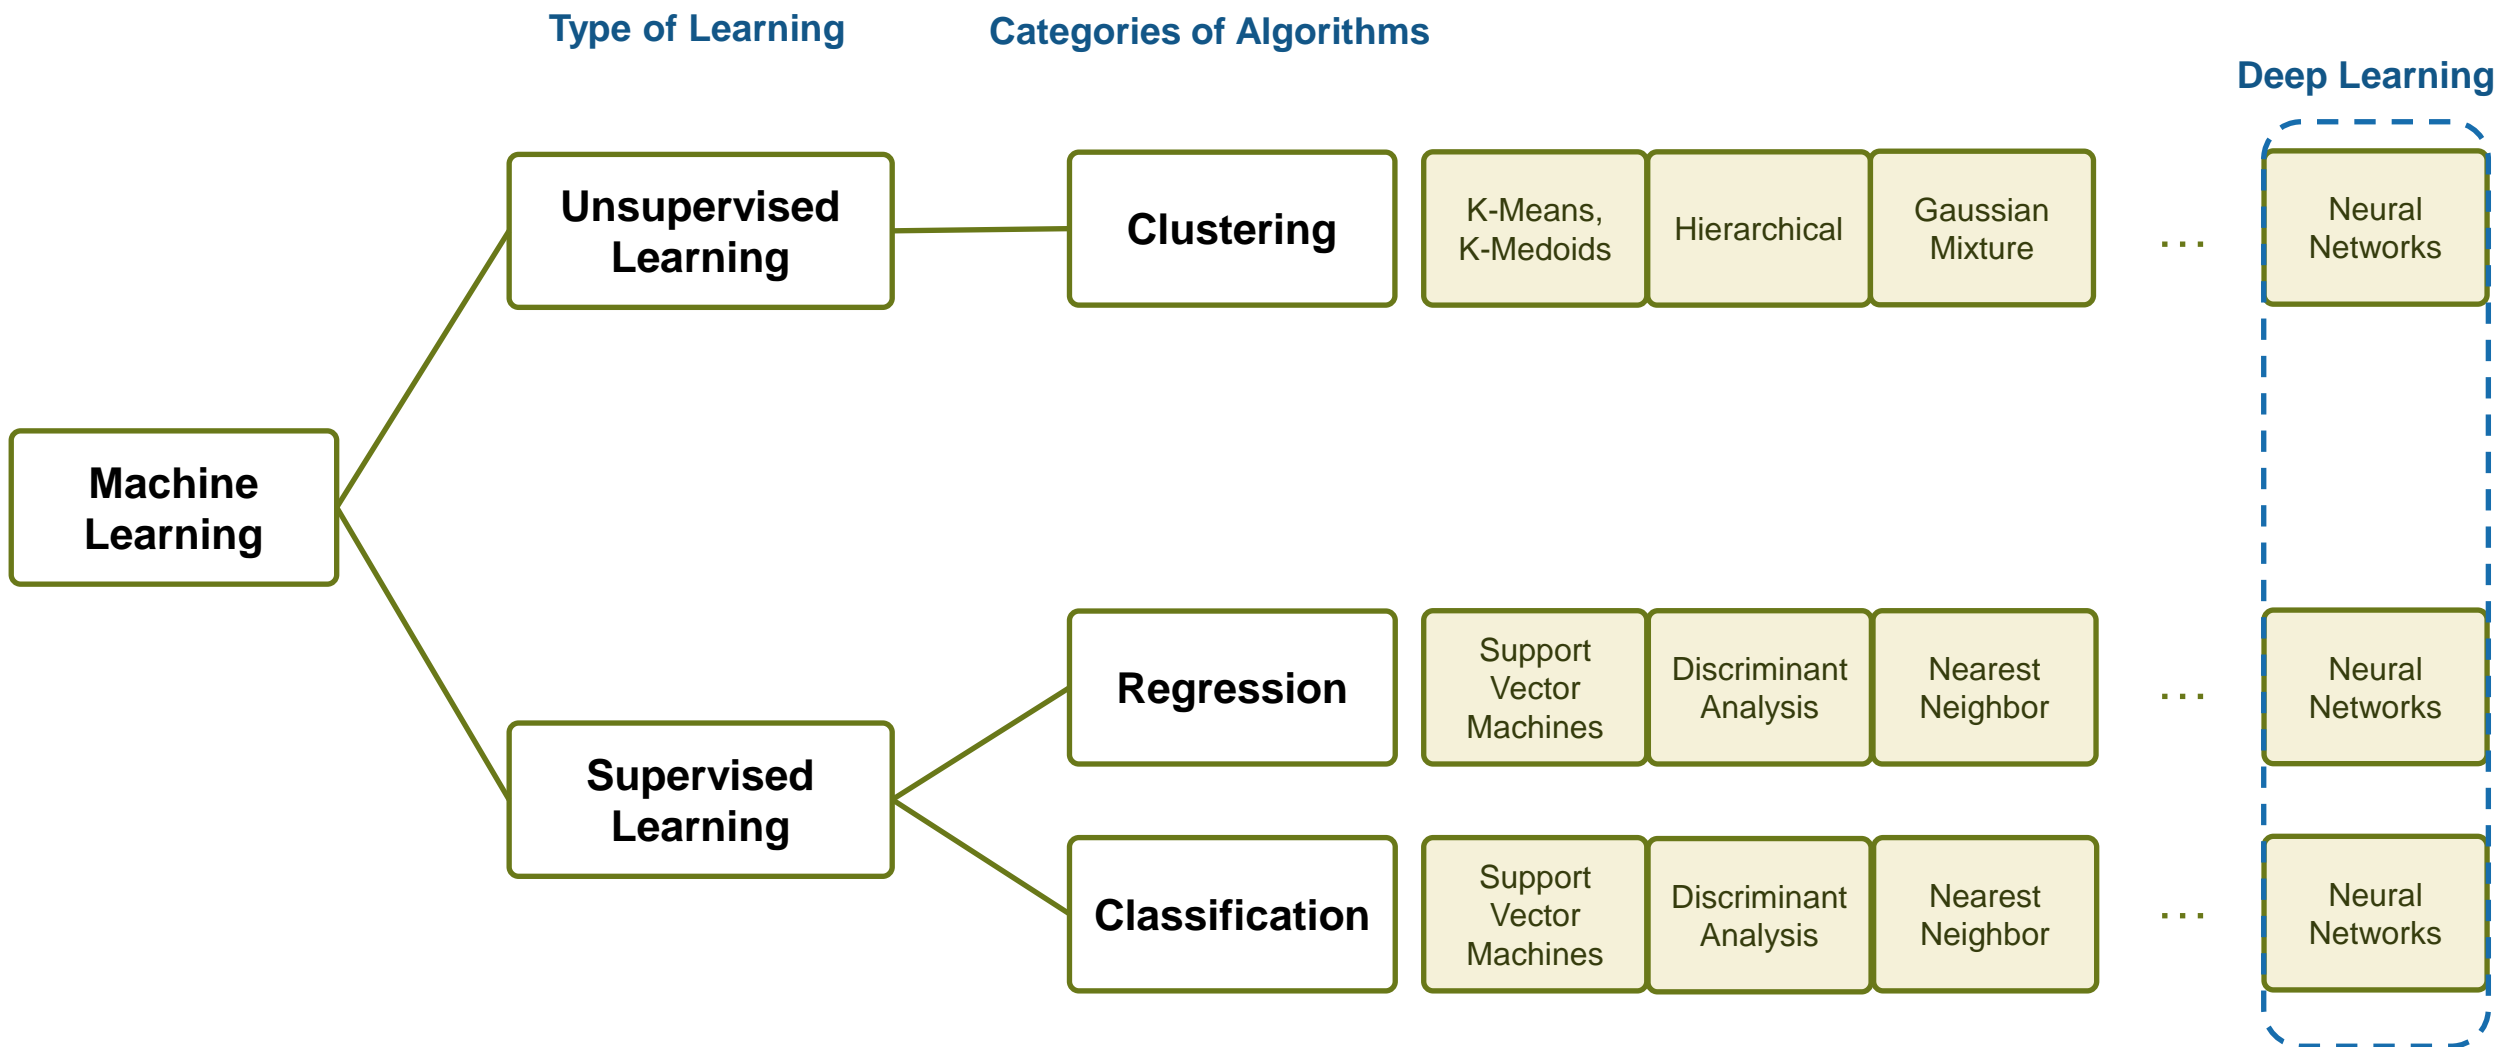 Type of Learning
Categories of Algorithms
Deep Learning
Unsupervised
Learning
Clustering
K-Means,
K-Medoids
Hierarchical
Gaussian
Mixture
...
Neural
Networks
Machine
Learning
Supervised
Learning
Regression
Support
Vector
Machines
Discriminant
Analysis
Nearest
Neighbor
...
Neural
Networks
Classification
Support
Vector
Machines
Discriminant
Analysis
Nearest
Neighbor
...
Neural
Networks